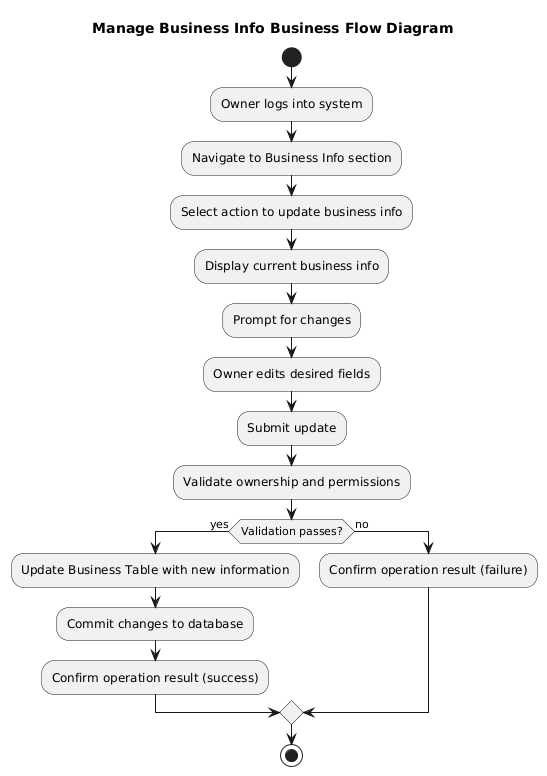 Manage Business Info Business Flow Diagram
Owner logs into system
Navigate to Business Info section
Select action to update business info
Display current business info
Prompt for changes
Owner edits desired fields
Submit update
Validate ownership and permissions
yes
Validation passes?
no
Update Business Table with new information
Confirm operation result (failure)
Commit changes to database
Confirm operation result (success)